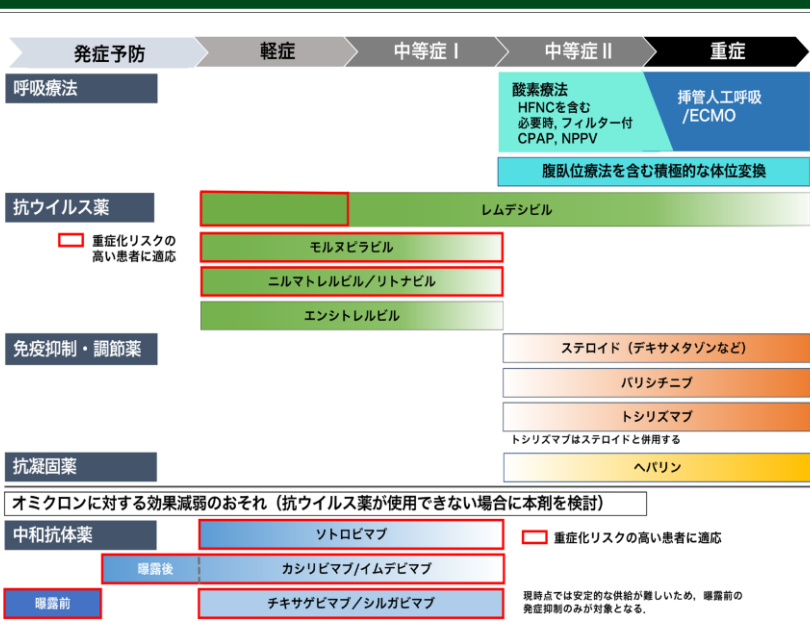 発症予防
軽症
中等症Ⅰ
中等症Ⅱ
重症
呼吸療法
酸素療法
HFNCを含む
必要時, フィルター付
CPAP, NPPV
挿管人工呼吸
/ECMO
腹臥位療法を含む積極的な体位変換
抗ウイルス薬
重症化リスクの
高い患者に適応
レムデシビル
モルヌピラビル
ニルマトレルビル／リトナビル
エンシトレルビル
免疫抑制・調節薬
ステロイド（デキサメタゾンなど）
バリシチニブ
トシリズマブ
トシリズマブはステロイドと併用する
抗凝固薬
ヘパリン
オミクロンに対する効果減弱のおそれ（抗ウイルス薬が使用できない場合に本剤を検討）
中和抗体薬
ソトロビマブ
重症化リスクの高い患者に適応
曝露後
カシリビマブ/イムデビマブ
曝露前
チキサゲビマブ／シルガビマブ
現時点では安定的な供給が難しいため，曝露前の
発症抑制のみが対象となる．